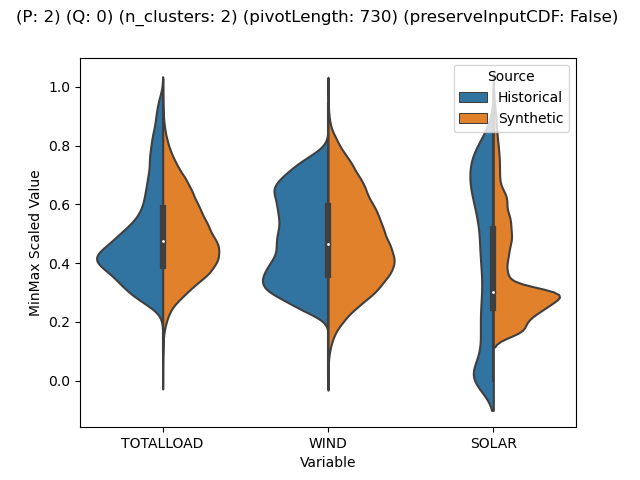 (P: 2) (Q: 0) (n_clusters: 2) (pivotLength: 730) (preserveInputCDF: False)
Source
Historical
Synthetic
MinMax Scaled Value
1.0
0.8
0.6
0.4
0.2
0.0
TOTALLOAD WIND SOLAR
Variable